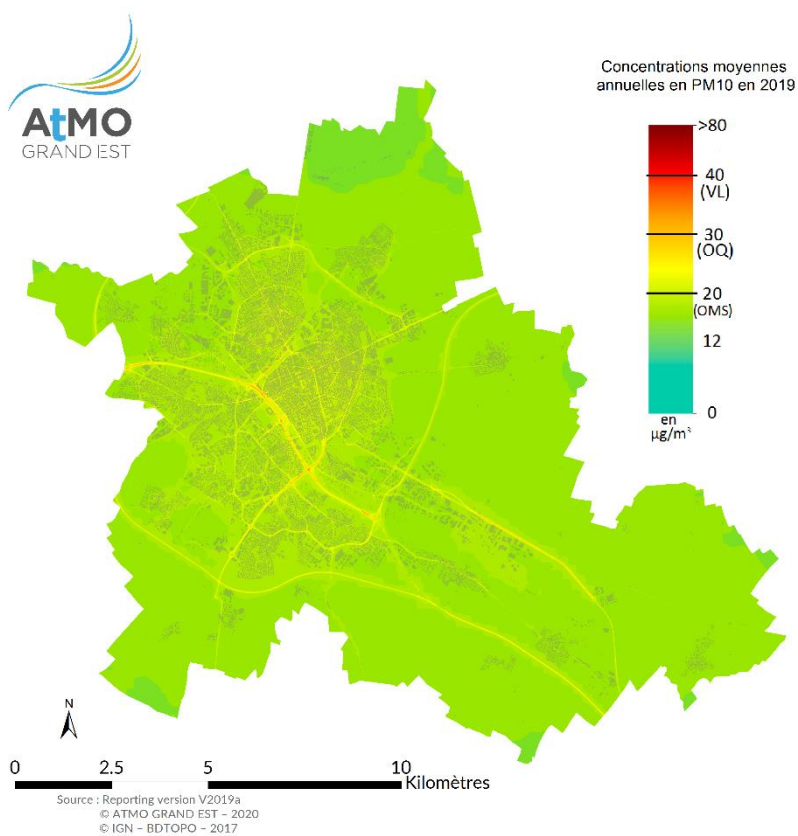 AtMO
GRAND EST
Concentrations moyennes
annuelles en PM10 en 2019
>80
40
(VL)
30
(OQ)
20
(OMS)
12
0
en
µg/m³
N
0 2.5 5 10
Kilomètres
Source : Reporting version V2019a
© ATMO GRAND EST – 2020
© IGN – BDTOPO – 2017